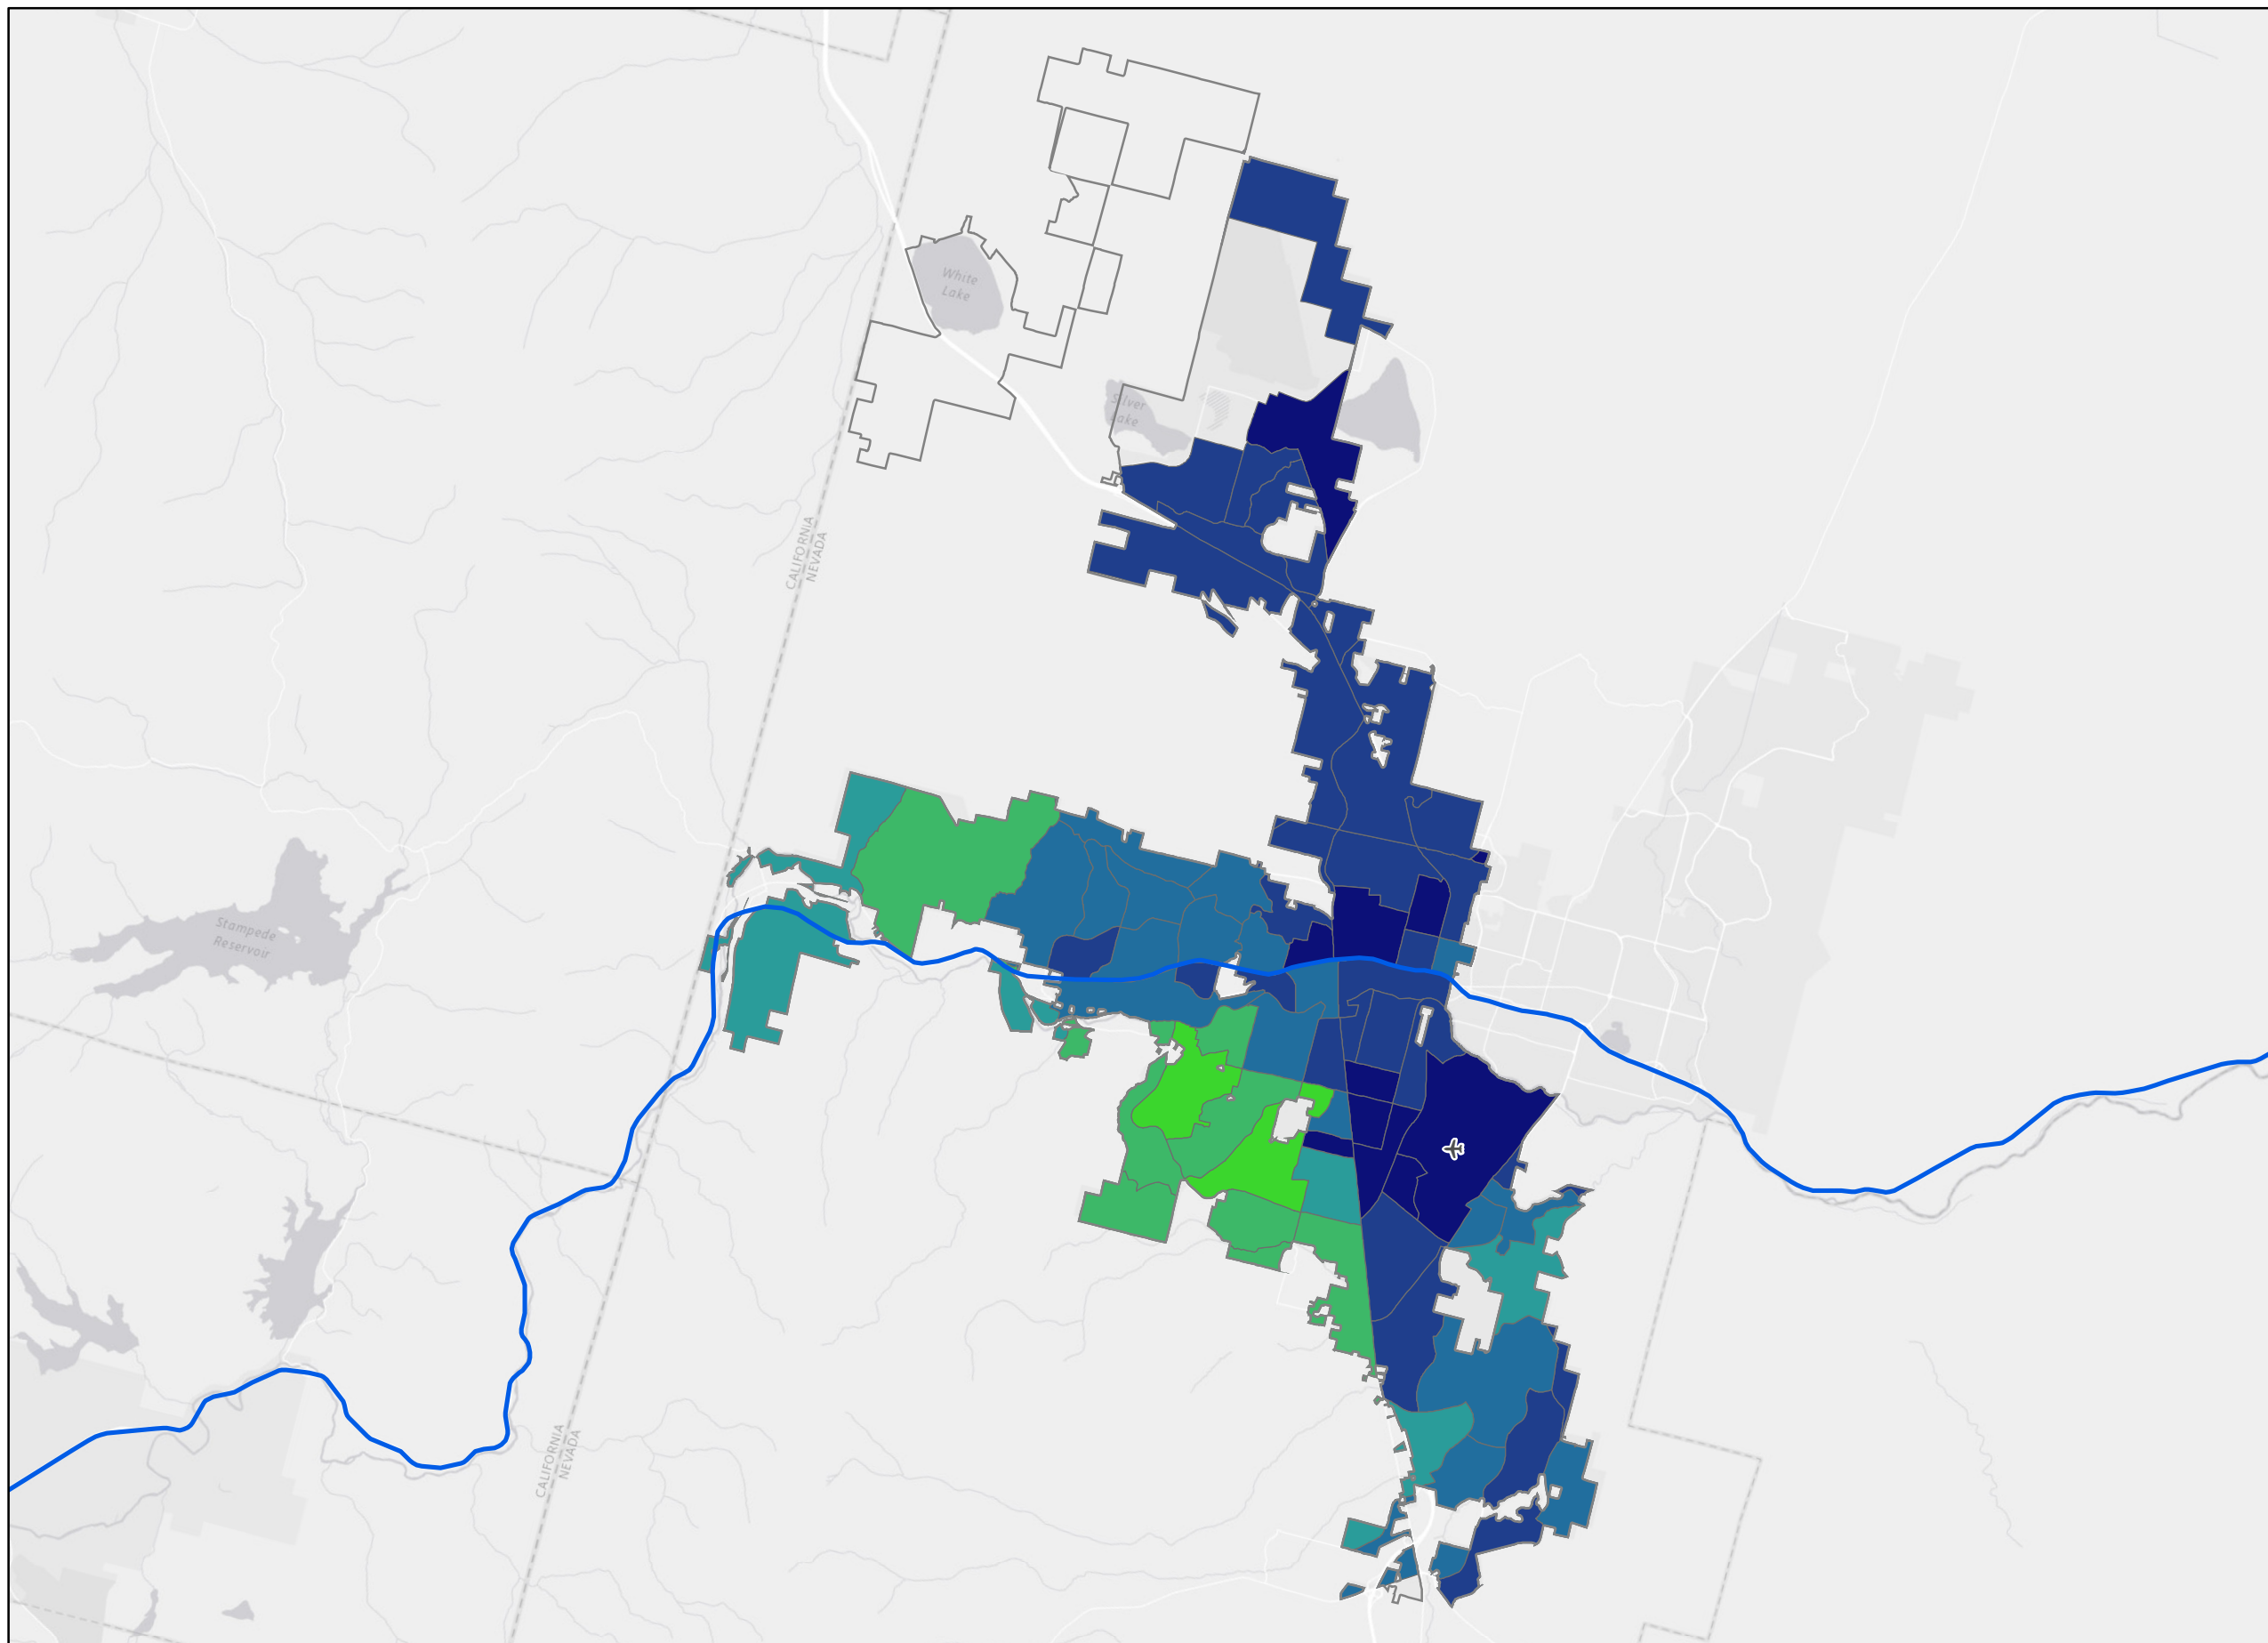 White
Lake
Silver
Lake
CALIFORNIA
NEVADA
Stampede
Reservoir
CALIFORNIA
NEVADA